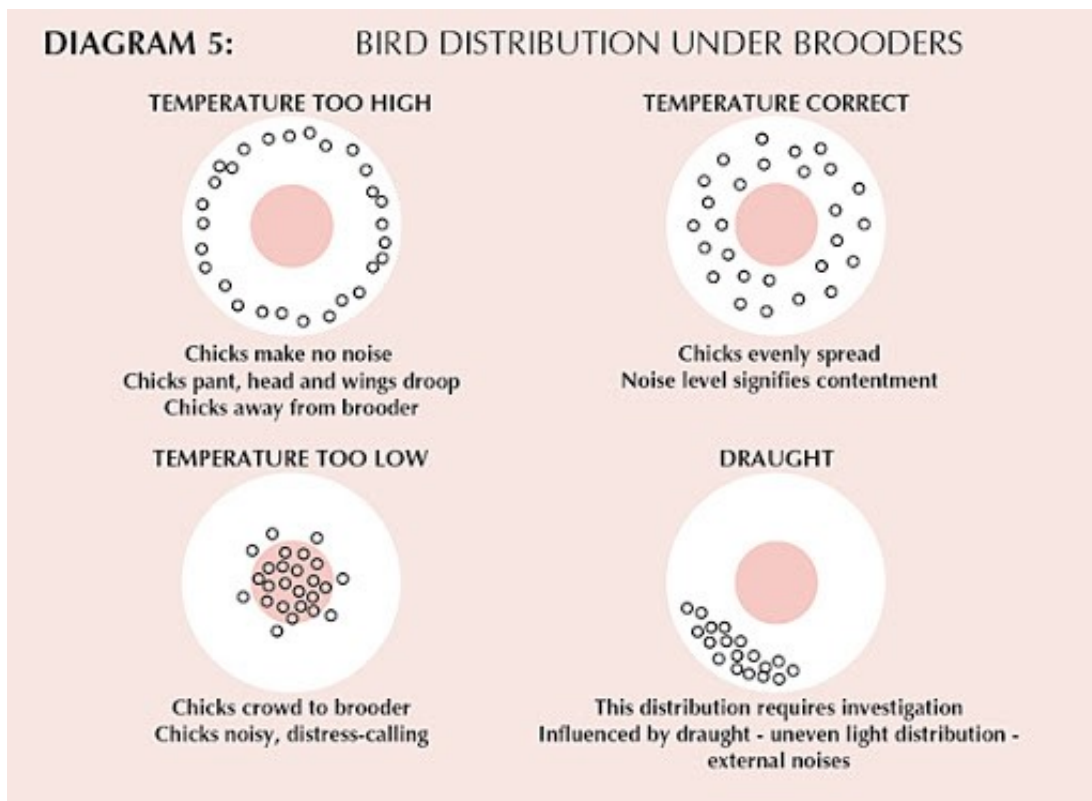 DIAGRAM 5: BIRD DISTRIBUTION UNDER BROODERS
TEMPERATURE TOO HIGH
Chicks make no noise
Chicks pant, head and wings droop
Chicks away from brooder
TEMPERATURE CORRECT
Chicks evenly spread
Noise level signifies contentment
TEMPERATURE TOO LOW
Chicks crowd to brooder
Chicks noisy, distress-calling
DRAUGHT
This distribution requires investigation
Influenced by draught - uneven light distribution -
external noises